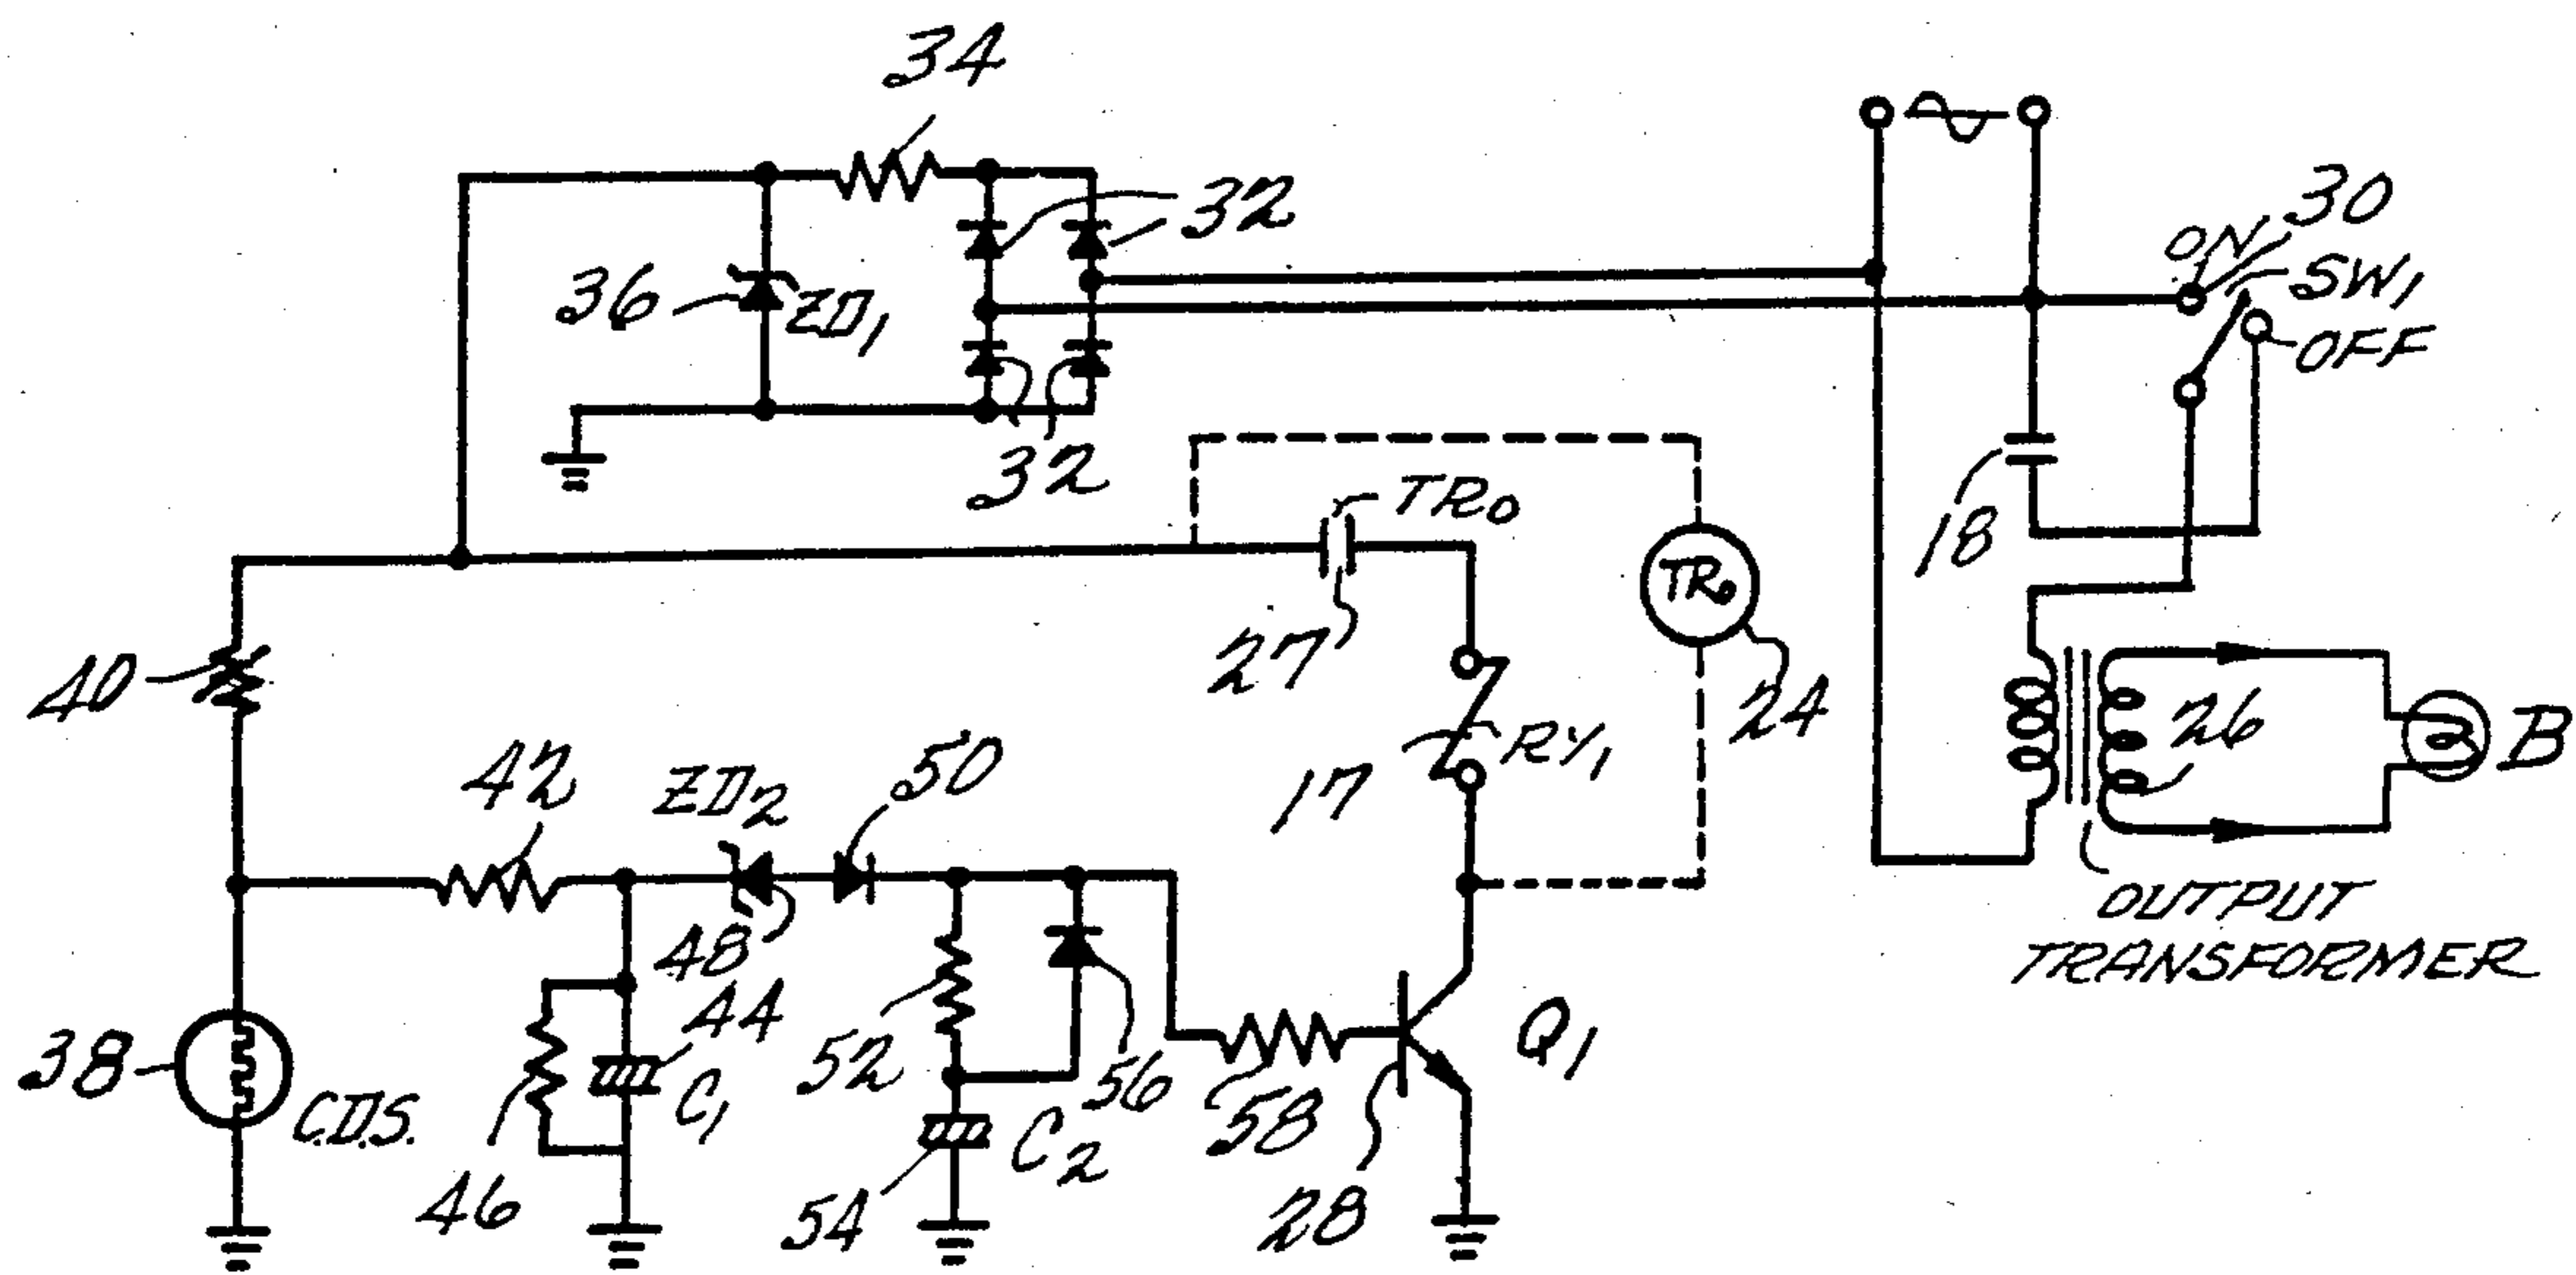 34
30
ON
32
SW1
36
ZD1
OFF
32
TR0
18
27
TR0
40
24
26
B
RY1
42
ZD2
50
17
OUTPUT
TRANSFORMER
48
44
38
C.D.S.
C1
52
56
Q1
58
C2
46
54
28